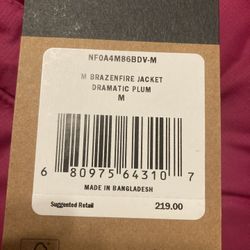 NF0A4M86BDV-M
M BRAZENFIRE JACKET
DRAMATIC PLUM
M
6 80975 64310 7
MADE IN BANGLADESH
Suggested Retail 219.00